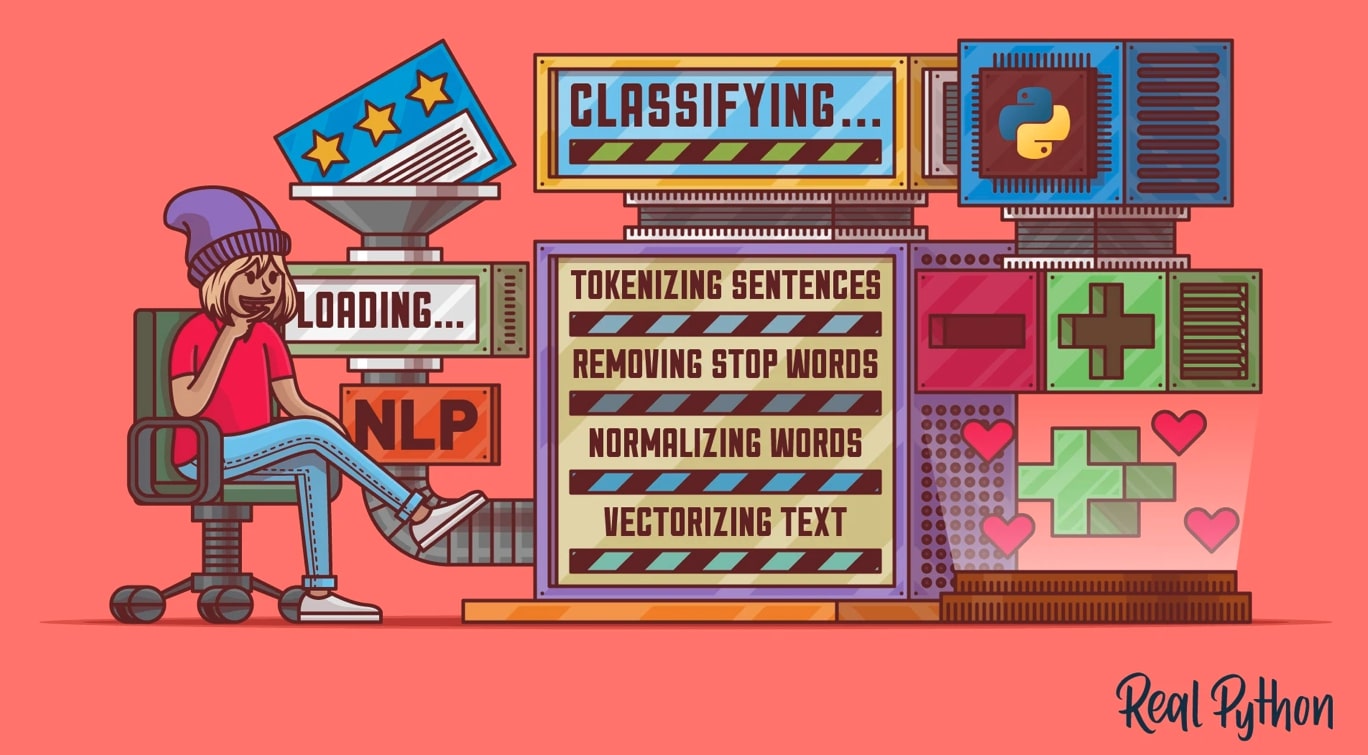 CLASSIFYING...
LOADING...
NLP
TOKENIZING SENTENCES
REMOVING STOP WORDS
NORMALIZING WORDS
VECTORIZING TEXT
Real Python